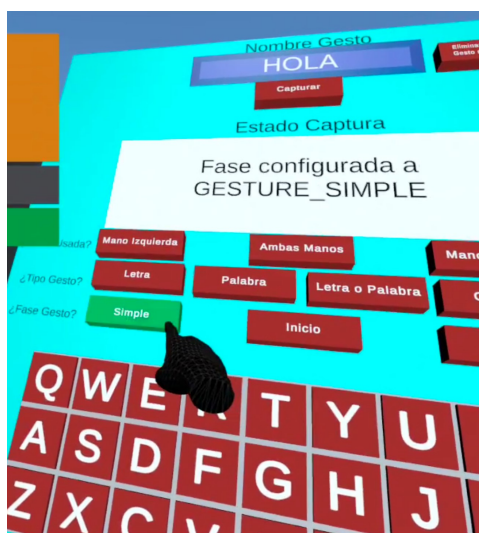 Nombre Gesto
HOLA
Capturar
Estado Captura
Fase configurada a
GESTURE_SIMPLE
Mano Izquierda Ambas Manos
¿Tipo Gesto? Letra Palabra Letra o Palabra
¿Fase Gesto? Simple Inicio
Q W E T Y U
A S D F G H J
Z X C